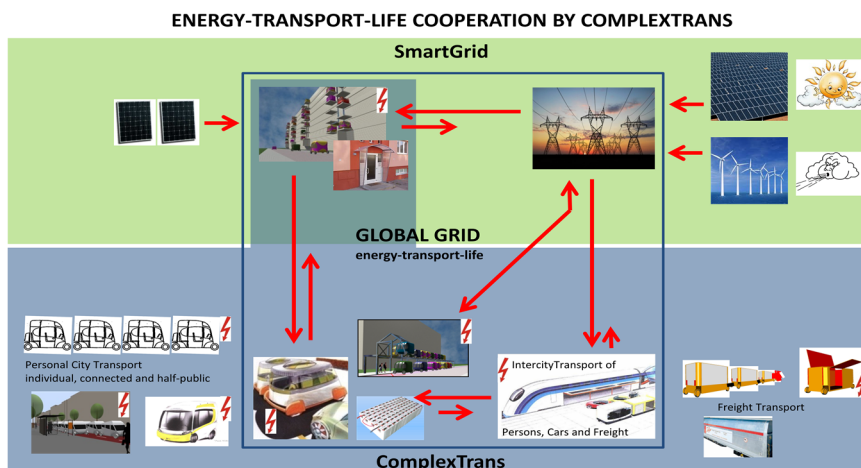 ENERGY-TRANSPORT-LIFE COOPERATION BY COMPLEXTRANS
SmartGrid
GLOBAL GRID
energy-transport-life
Personal City Transport
individual, connected and half-public
IntercityTransport of
Persons, Cars and Freight
Freight Transport
ComplexTrans